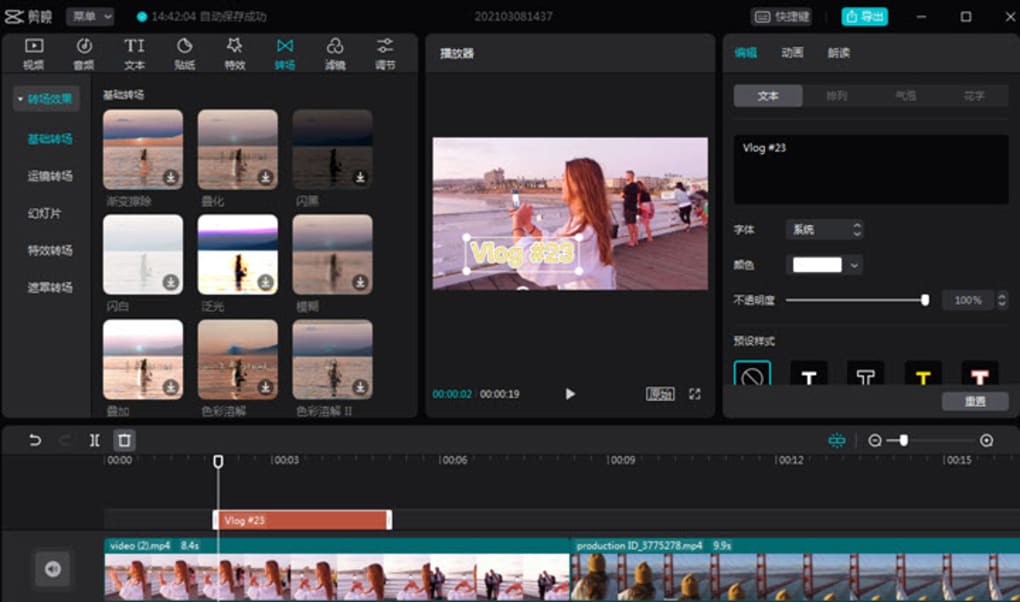 剪映 菜单 14:42:04 自动保存成功 202103081437 快捷键 导出
视频 音频 文本 贴纸 特效 转场 滤镜 调节
播放器
编辑 动画 朗读
转场效果
基础转场
运镜转场
幻灯片
特效转场
遮罩转场
基础转场
渐变擦除 叠化 闪黑
闪白 泛光 模糊
叠加 色彩溶解 色彩溶解 II
Vlog #23
00:00:02 00:00:19 原始
文本 排列 气泡 花字
Vlog #23
字体 系统
颜色
不透明度 100%
预设样式
T T T T
重置
00:00 00:03 00:06 00:09 00:12 00:15
Vlog #23
video (2).mp4 8.4s production ID_3775278.mp4 9.9s